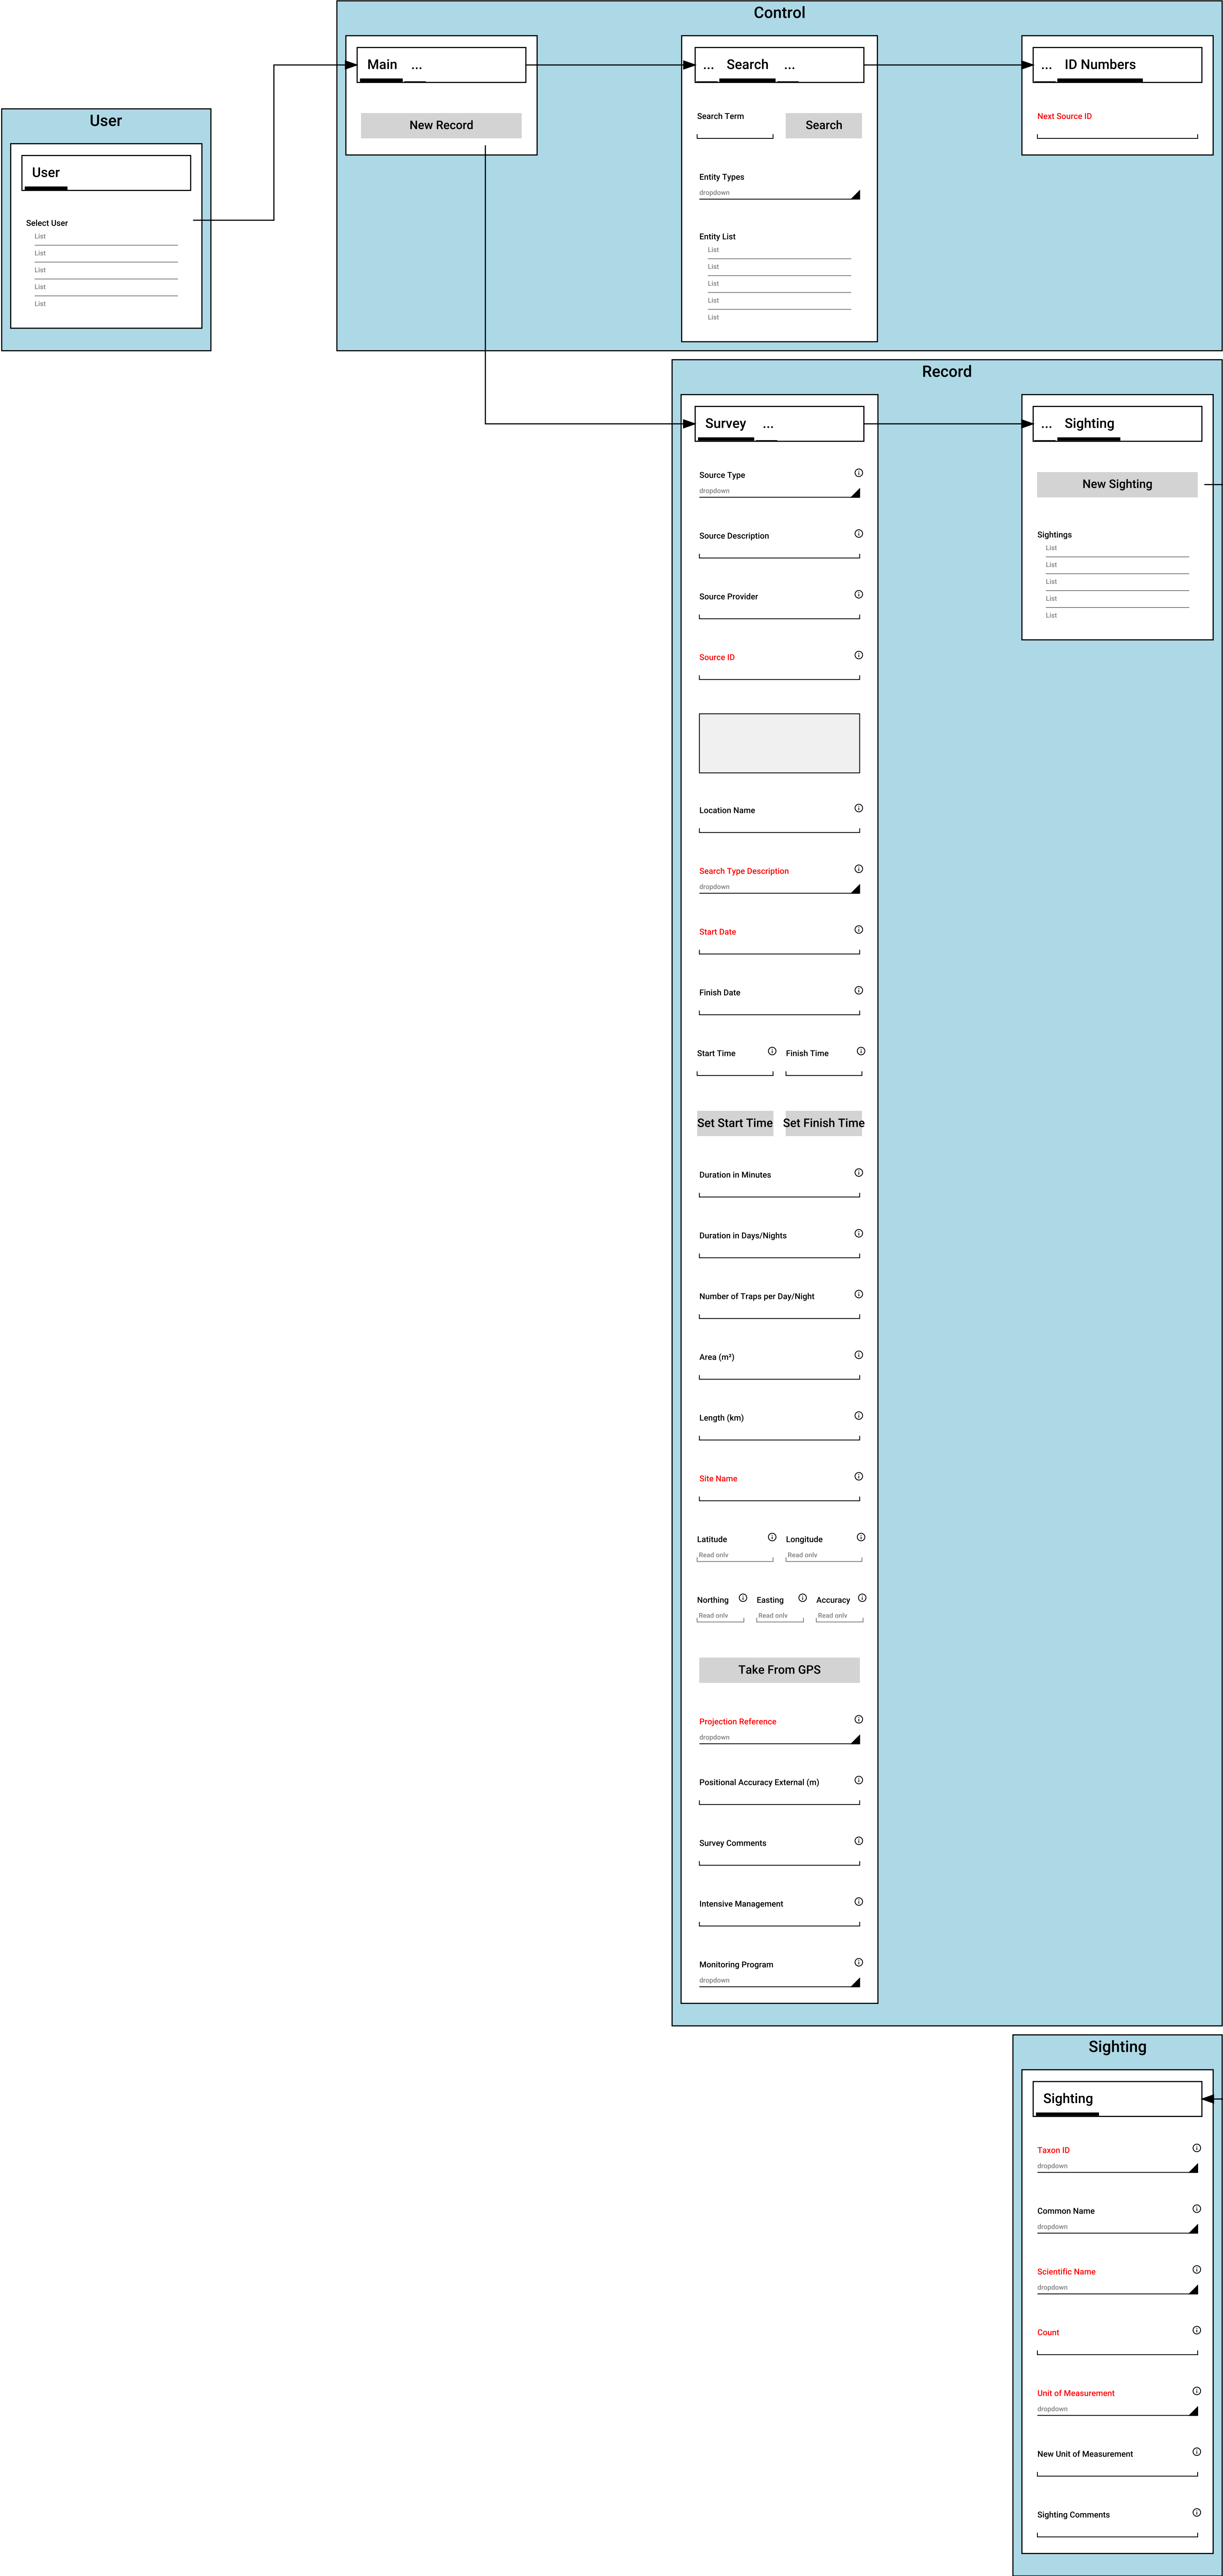 Control
Main ...
New Record
... Search ...
Search Term
Search
Entity Types
dropdown
Entity List
List
List
List
List
List
... ID Numbers
Next Source ID
User
User
Select User
List
List
List
List
List
Record
Survey ...
Source Type
dropdown
Source Description
Source Provider
Source ID
Location Name
Search Type Description
dropdown
Start Date
Finish Date
Start Time Finish Time
Set Start Time Set Finish Time
Duration in Minutes
Duration in Days/Nights
Number of Traps per Day/Night
Area (m²)
Length (km)
Site Name
Latitude Longitude
Read only Read only
Northing Easting Accuracy
Read only Read only Read only
Take From GPS
Projection Reference
dropdown
Positional Accuracy External (m)
Survey Comments
Intensive Management
Monitoring Program
dropdown
... Sighting
New Sighting
Sightings
List
List
List
List
List
Sighting
Sighting
Taxon ID
dropdown
Common Name
dropdown
Scientific Name
dropdown
Count
Unit of Measurement
dropdown
New Unit of Measurement
Sighting Comments